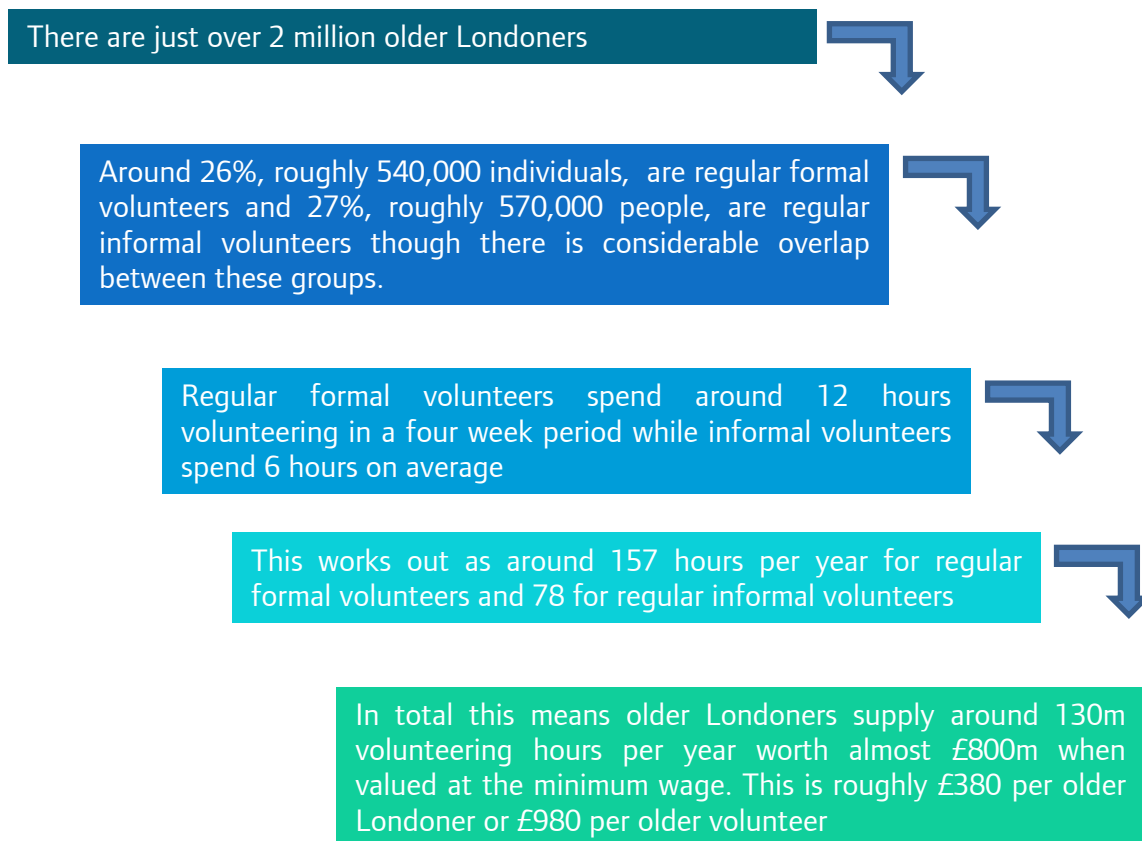 There are just over 2 million older Londoners
Around 26%, roughly 540,000 individuals, are regular formal
volunteers and 27%, roughly 570,000 people, are regular
informal volunteers though there is considerable overlap
between these groups.
Regular formal volunteers spend around 12 hours
volunteering in a four week period while informal volunteers
spend 6 hours on average
This works out as around 157 hours per year for regular
formal volunteers and 78 for regular informal volunteers
In total this means older Londoners supply around 130m
volunteering hours per year worth almost £800m when
valued at the minimum wage. This is roughly £380 per older
Londoner or £980 per older volunteer